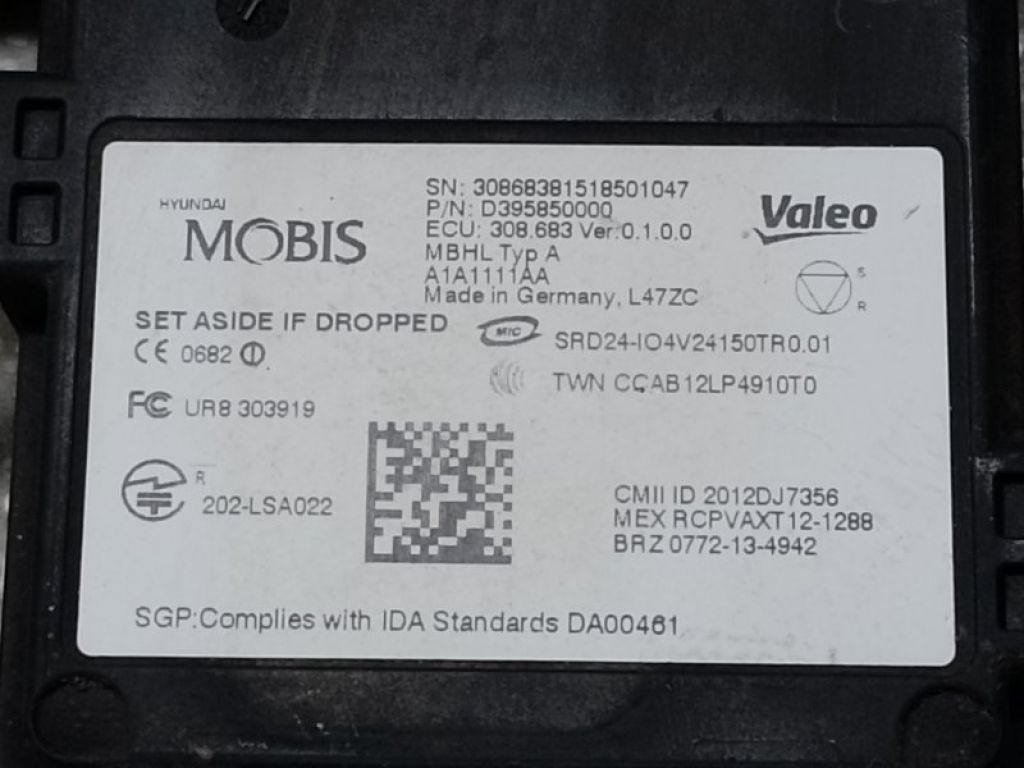 HYUNDAI
MOBIS
SN: 30868381518501047
P/N: D395850000
ECU: 308.683 Ver:0.1.0.0
MBHL Typ A
A1A1111AA
Made in Germany, L47ZC
Valeo
S
R
SET ASIDE IF DROPPED
MIC
SRD24-IO4V24150TR0.01
CE 0682
TWN CCAB12LP4910T0
FC UR8 303919
R
202-LSA022
CMII ID 2012DJ7356
MEX RCPVAXT12-1288
BRZ 0772-13-4942
SGP:Complies with IDA Standards DA00461